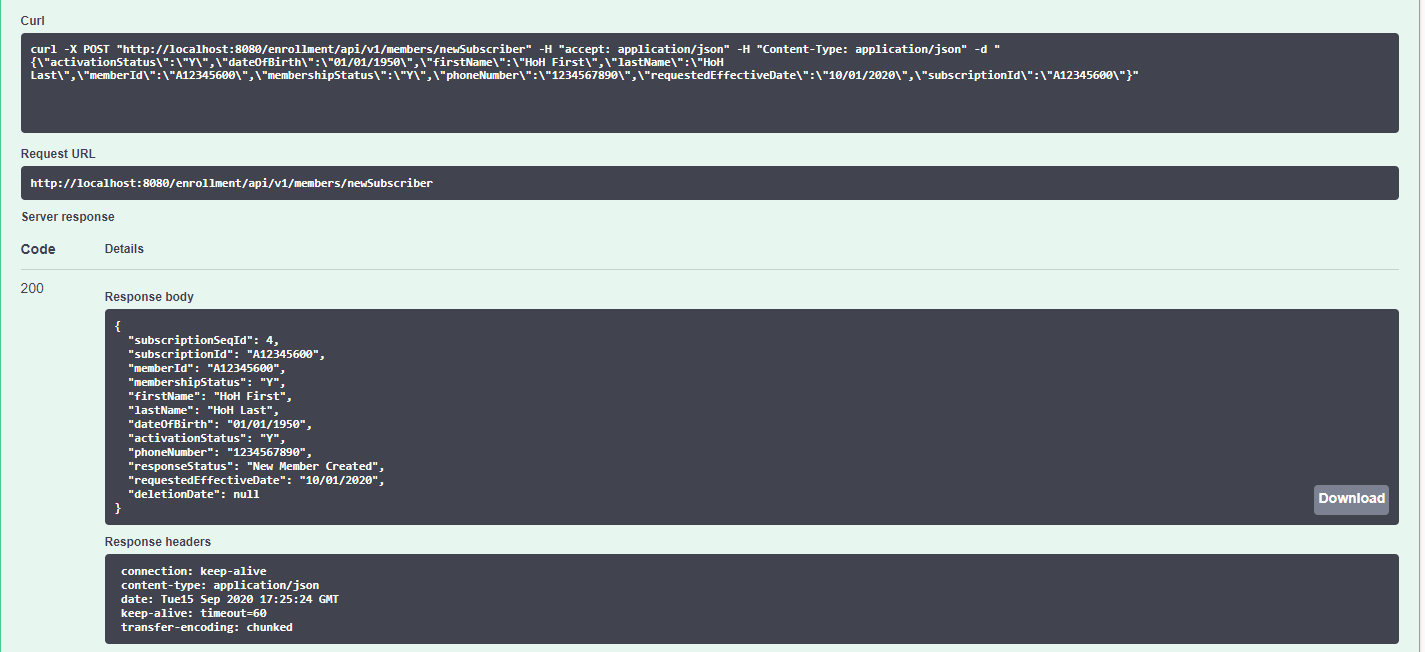 Curl
curl -X POST "http://localhost:8080/enrollment/api/v1/members/newSubscriber" -H "accept: application/json" -H "Content-Type: application/json" -d "
{\"activationStatus\":\"Y\",\"dateOfBirth\":\"01/01/1950\",\"firstName\":\"HoH First\",\"lastName\":\"HoH
Last\",\"memberId\":\"A12345600\",\"membershipStatus\":\"Y\",\"phoneNumber\":\"1234567890\",\"requestedEffectiveDate\":\"10/01/2020\",\"subscriptionId\":\"A12345600\"}"
Request URL
http://localhost:8080/enrollment/api/v1/members/newSubscriber
Server response
Code Details
200
Response body
{
  "subscriptionSeqId": 4,
  "subscriptionId": "A12345600",
  "memberId": "A12345600",
  "membershipStatus": "Y",
  "firstName": "HoH First",
  "lastName": "HoH Last",
  "dateOfBirth": "01/01/1950",
  "activationStatus": "Y",
  "phoneNumber": "1234567890",
  "responseStatus": "New Member Created",
  "requestedEffectiveDate": "10/01/2020",
  "deletionDate": null
}
Download
Response headers
connection: keep-alive
content-type: application/json
date: Tue15 Sep 2020 17:25:24 GMT
keep-alive: timeout=60
transfer-encoding: chunked